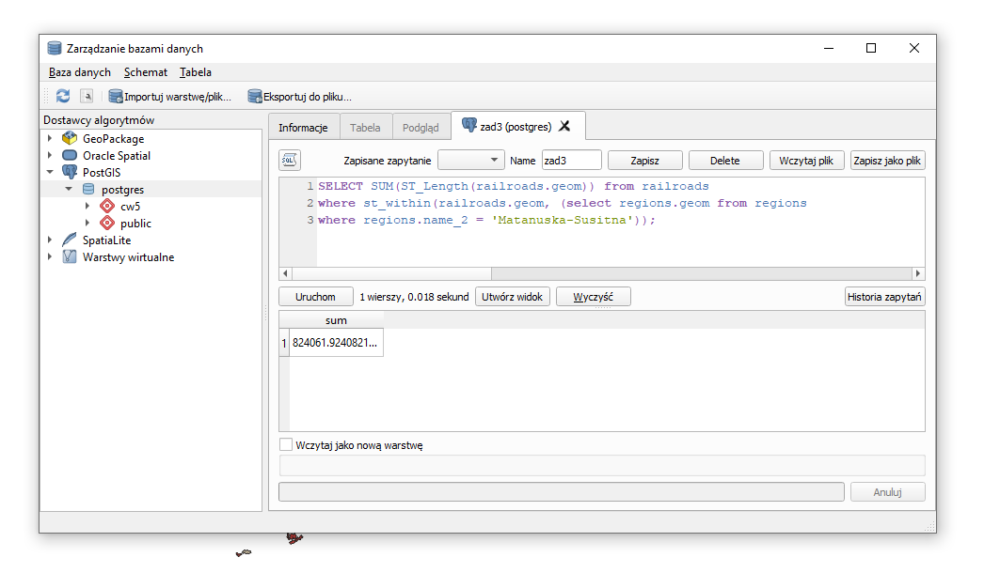 Zarządzanie bazami danych
Baza danych Schemat Tabela
Importuj warstwę/plik... Eksportuj do pliku...
Dostawcy algorytmów
GeoPackage
Oracle Spatial
PostGIS
postgres
cw5
public
SpatiaLite
Warstwy wirtualne
Informacje Tabela Podgląd zad3 (postgres)
SQL Zapisane zapytanie Name zad3 Zapisz Delete Wczytaj plik Zapisz jako plik
1 SELECT SUM(ST_Length(railroads.geom)) from railroads
2 where st_within(railroads.geom, (select regions.geom from regions
3 where regions.name_2 = 'Matanuska-Susitna'));
Uruchom 1 wierszy, 0.018 sekund Utwórz widok Wyczyść Historia zapytań
sum
1 824061.9240821...
Wczytaj jako nową warstwę
Anuluj